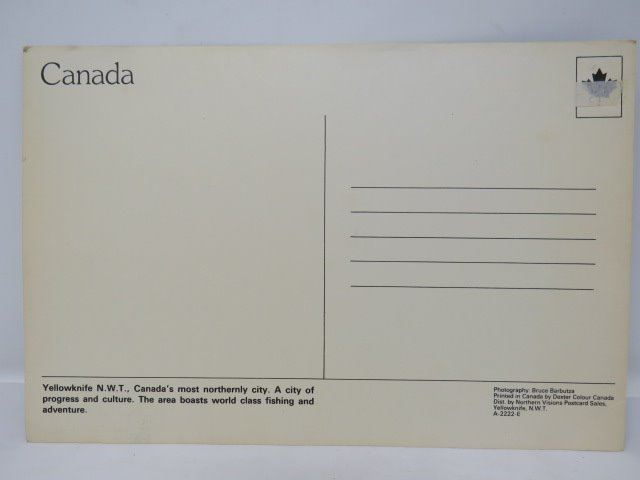 Canada
Yellowknife N.W.T., Canada's most northernly city. A city of
progress and culture. The area boasts world class fishing and
adventure.
Photography: Bruce Barbutza
Printed in Canada by Dexter Colour Canada
Dist. by Northern Visions Postcard Sales,
Yellowknife, N.W.T.
A-2222-E